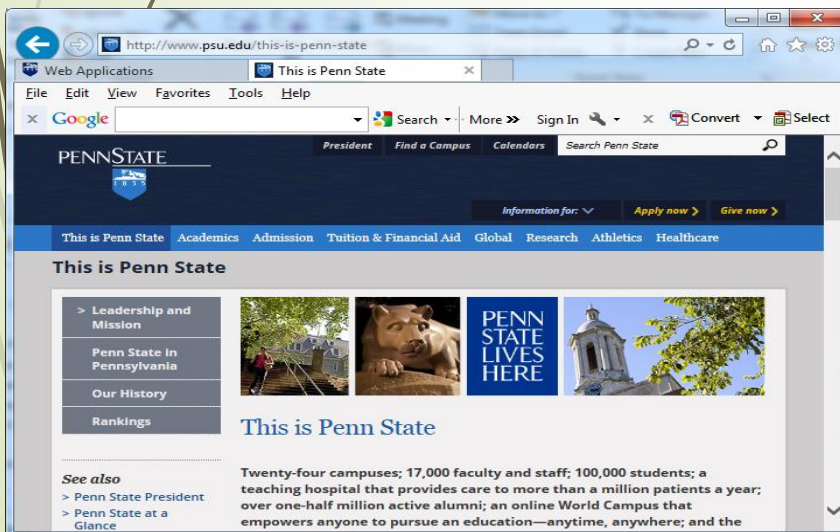 http://www.psu.edu/this-is-penn-state
Web Applications
This is Penn State
File Edit View Favorites Tools Help
Google
Search
More >>
Sign In
Convert
Select
PENNSTATE
1855
President
Find a Campus
Calendars
Search Penn State
Information for:
Apply now >
Give now >
This is Penn State
Academics
Admission
Tuition & Financial Aid
Global
Research
Athletics
Healthcare
This is Penn State
> Leadership and
Mission
Penn State in
Pennsylvania
Our History
Rankings
PENN
STATE
LIVES
HERE
This is Penn State
See also
> Penn State President
> Penn State at a
Glance
Twenty-four campuses; 17,000 faculty and staff; 100,000 students; a
teaching hospital that provides care to more than a million patients a year;
over one-half million active alumni; an online World Campus that
empowers anyone to pursue an education—anytime, anywhere; and the